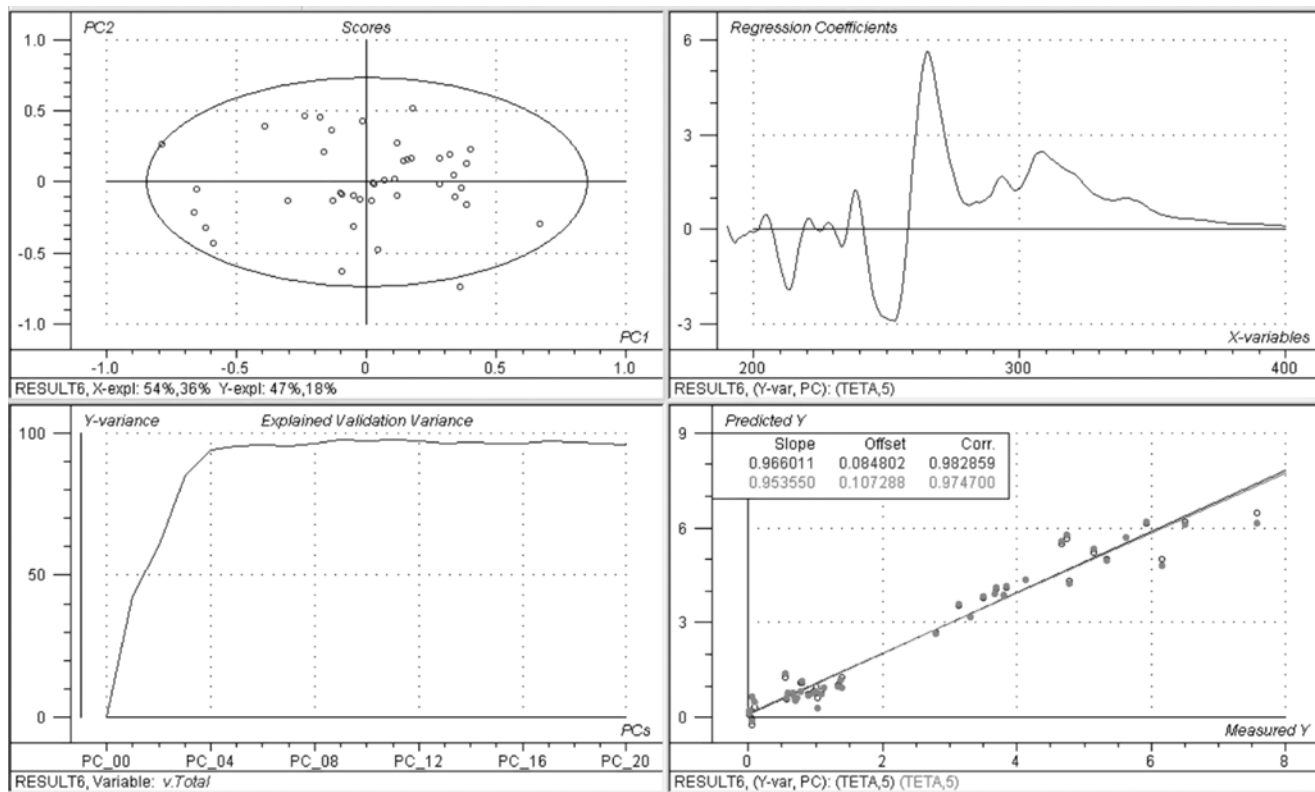 PC2 Scores
1.0
0.5
0
-0.5
-1.0
PC1
-1.0 -0.5 0 0.5 1.0
RESULT6, X-expl: 54%,36% Y-expl: 47%,18%
Regression Coefficients
6
3
0
-3
X-variables
200 300 400
RESULT6, (Y-var, PC): (TETA,5)
Y-variance Explained Validation Variance
100
50
0
PCs
PC_00 PC_04 PC_08 PC_12 PC_16 PC_20
RESULT6, Variable: v.Total
Predicted Y
9
Slope Offset Corr.
0.966011 0.084802 0.982859
0.953550 0.107288 0.974700
6
3
0
Measured Y
0 2 4 6 8
RESULT6, (Y-var, PC): (TETA,5) (TETA,5)